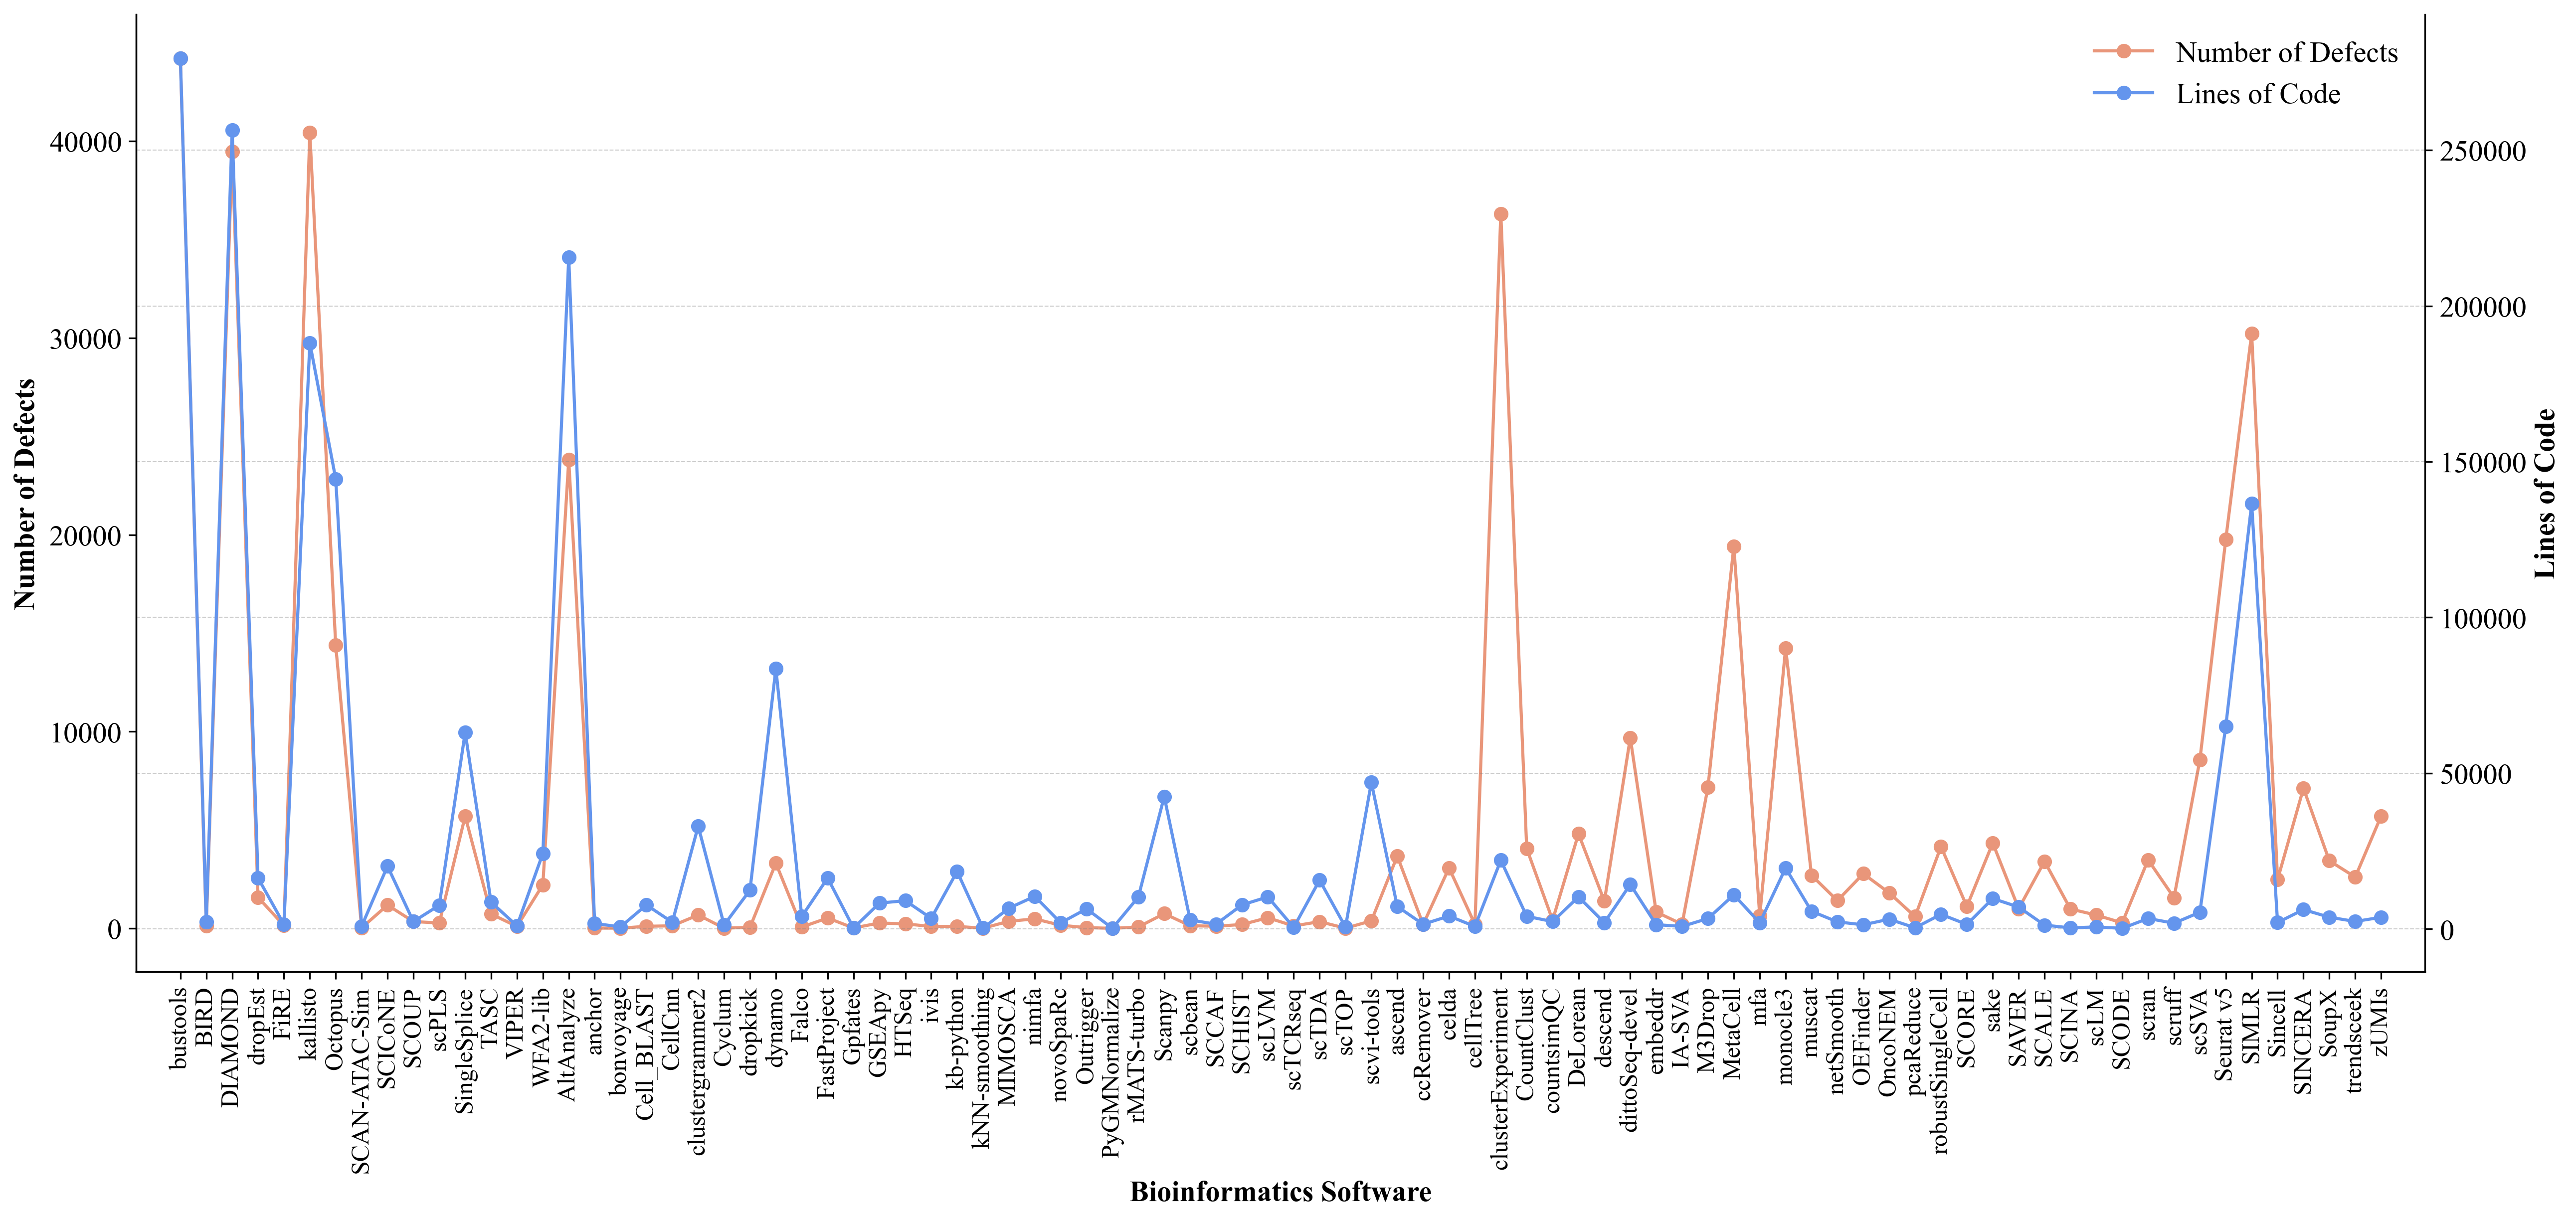 Number of Defects
Lines of Code
40000
30000
20000
10000
0
Number of Defects
250000
200000
150000
100000
50000
0
Lines of Code
bustools
BIRD
DIAMOND
dropEst
FiRE
kallisto
Octopus
SCAN-ATAC-Sim
SCICoNE
SCOUP
scPLS
SingleSplice
TASC
VIPER
WFA2-lib
AltAnalyze
anchor
bonvoyage
Cell_BLAST
CellCnn
clustergrammer2
Cyclum
dropkick
dynamo
Falco
FastProject
Gpfates
GSEApy
HTSeq
ivis
kb-python
kNN-smoothing
MIMOSCA
nimfa
novoSpaRc
Outrigger
PyGMNormalize
rMATS-turbo
Scanpy
scbean
SCCAF
SCHIST
scLVM
scTCRseq
scTDA
scTOP
scvi-tools
ascend
ccRemover
celda
cellTree
clusterExperiment
CountClust
countsimQC
DeLorean
descend
dittoSeq-devel
embeddr
IA-SVA
M3Drop
MetaCell
mfa
monocle3
muscat
netSmooth
OEFinder
OncoNEM
pcaReduce
robustSingleCell
SCORE
sake
SAVER
SCALE
SCINA
scLM
SCODE
scran
scruff
scSVA
Seurat v5
SIMLR
Sincell
SINCERA
SoupX
trendsceek
zUMIs
Bioinformatics Software